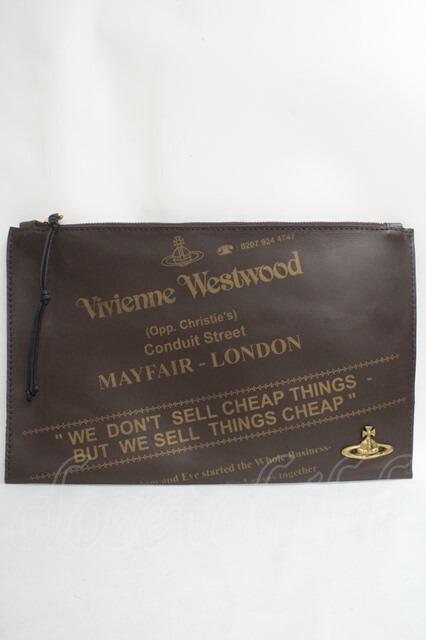 : 0207 924 4747
Vivienne Westwood
(Opp. Christie's)
Conduit Street
MAYFAIR - LONDON
" WE DON'T SELL CHEAP THINGS -
BUT WE SELL THINGS CHEAP "
and Eve started the Whole Business-
together